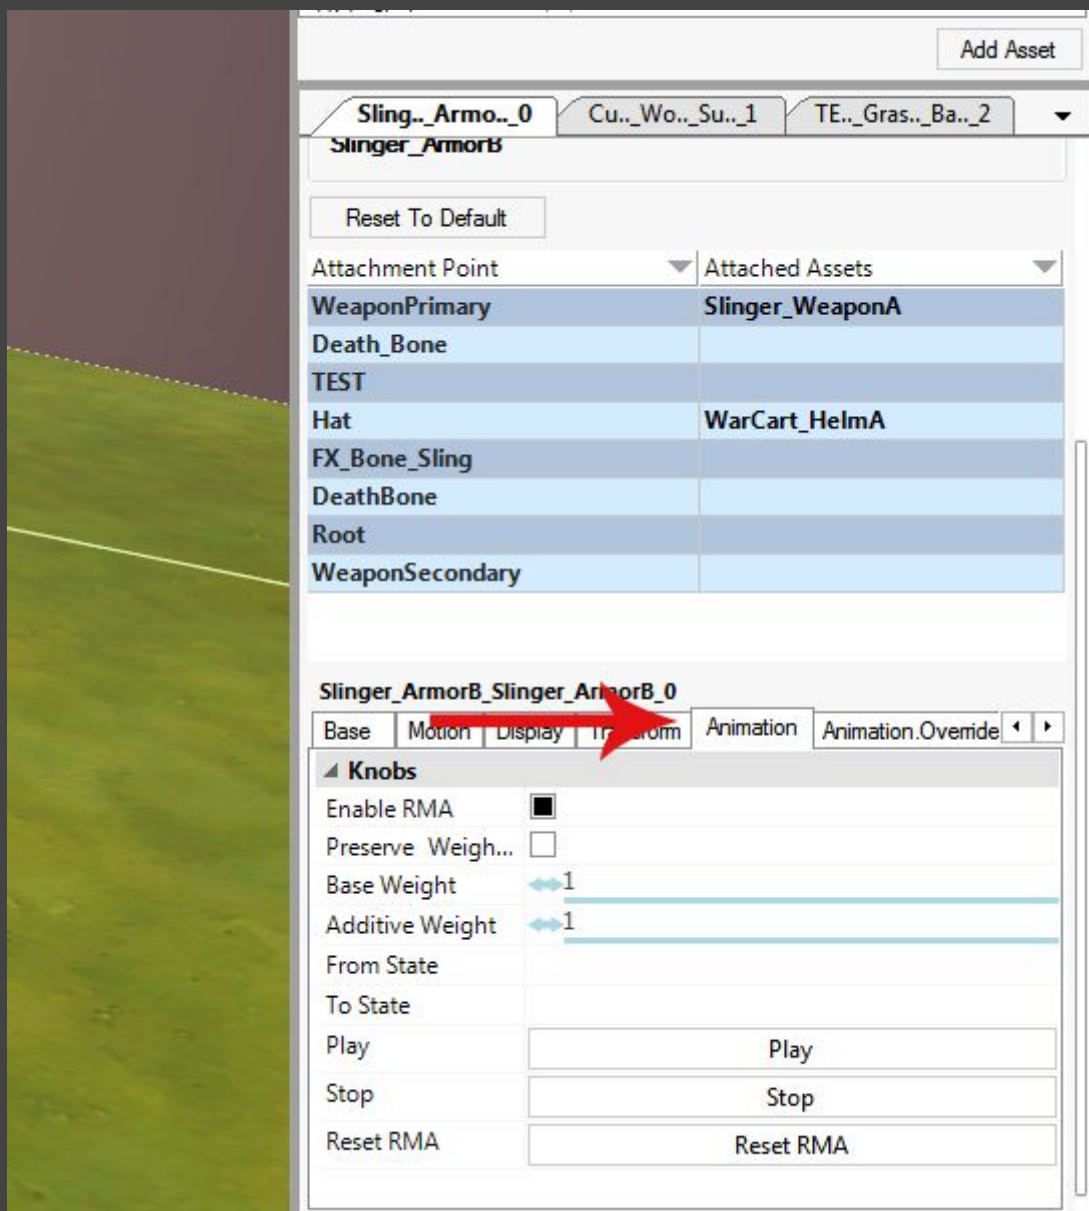 Add Asset
Sling.._Armo.._0 Cu.._Wo.._Su.._1 TE.._Gras.._Ba.._2
Slinger_ArmorB
Reset To Default
Attachment Point Attached Assets
WeaponPrimary Slinger_WeaponA
Death_Bone
TEST
Hat WarCart_HelmA
FX_Bone_Sling
DeathBone
Root
WeaponSecondary
Slinger_ArmorB_Slinger_ArmorB_0
Base Motion Display Transform Animation Animation.Override
Knobs
Enable RMA
Preserve Weigh...
Base Weight 1
Additive Weight 1
From State
To State
Play Play
Stop Stop
Reset RMA Reset RMA